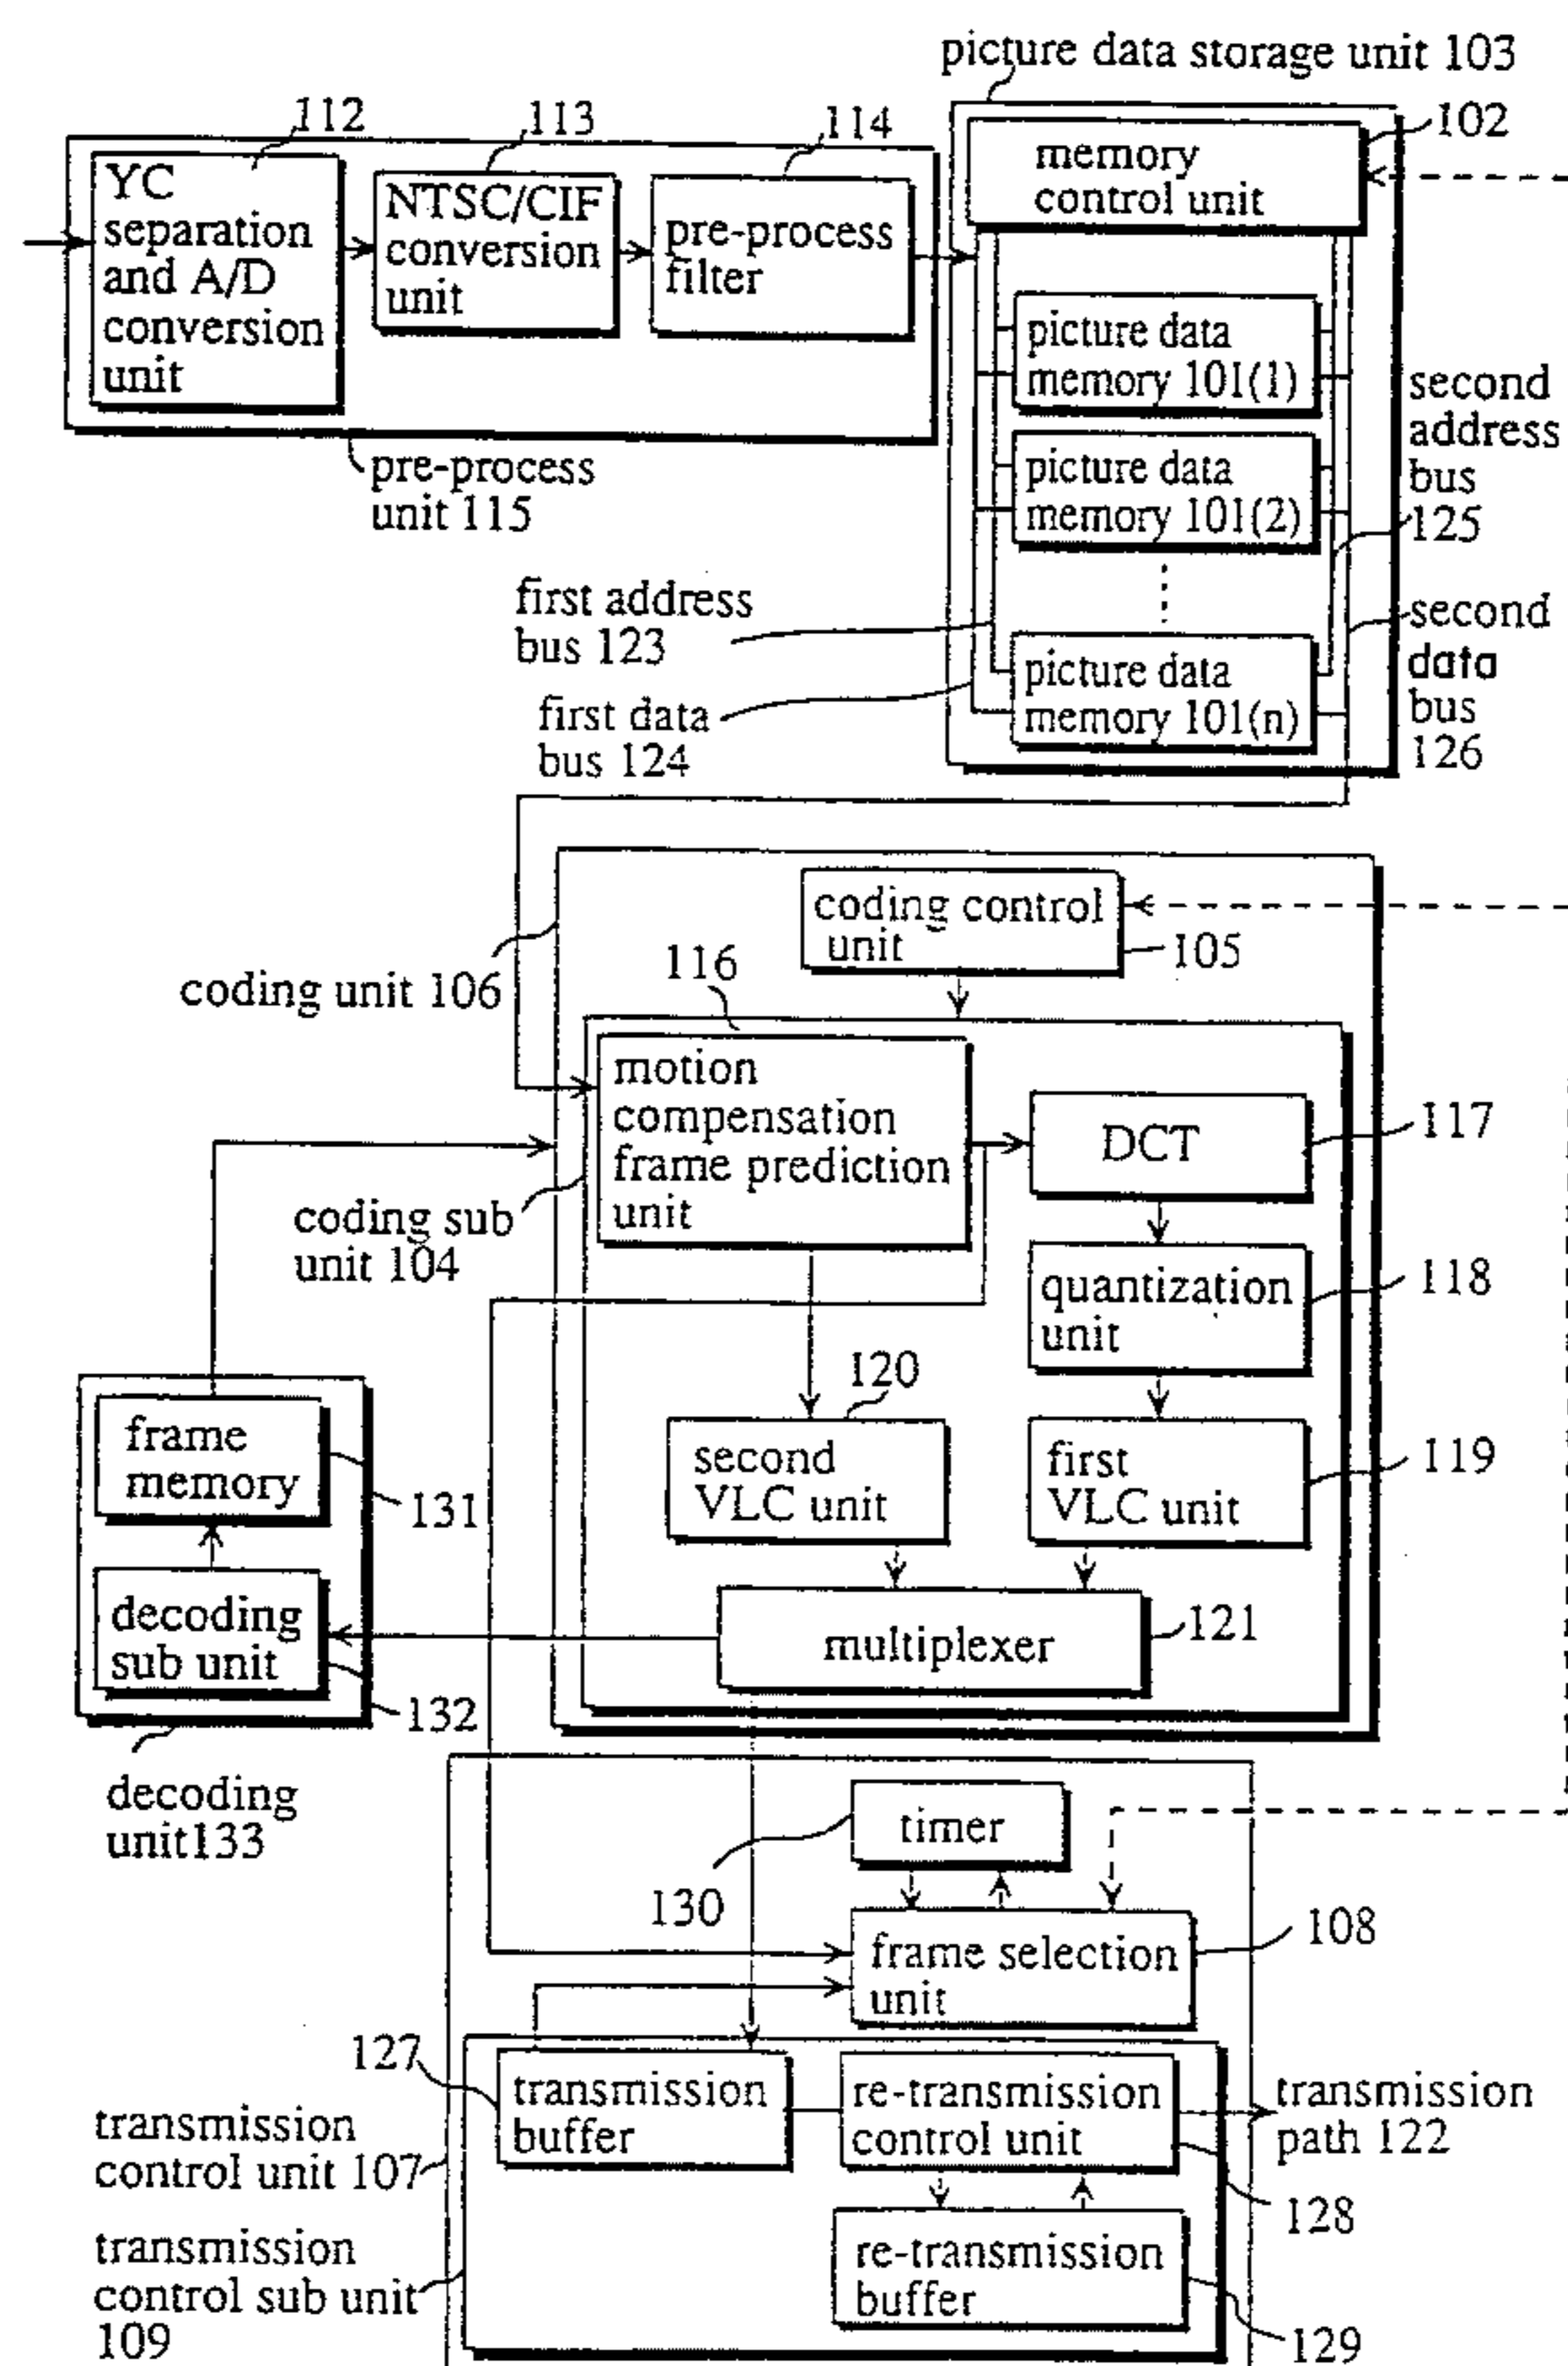 picture data storage unit 103
112
113
114
102
YC
separation
and A/D
conversion
unit
NTSC/CIF
conversion
unit
pre-process
filter
memory
control unit
picture data
memory 101(1)
picture data
memory 101(2)
picture data
memory 101(n)
second
address
bus
125
second
data
bus
126
pre-process
unit 115
first address
bus 123
first data
bus 124
coding control
unit
105
116
coding unit 106
motion
compensation
frame prediction
unit
DCT
117
coding sub
unit 104
quantization
unit
118
120
second
VLC unit
first
VLC unit
119
frame
memory
131
decoding
sub unit
132
multiplexer
121
decoding
unit133
timer
130
frame selection
unit
108
127
transmission
buffer
re-transmission
control unit
transmission
path 122
transmission
control unit 107
128
re-transmission
buffer
129
transmission
control sub unit
109